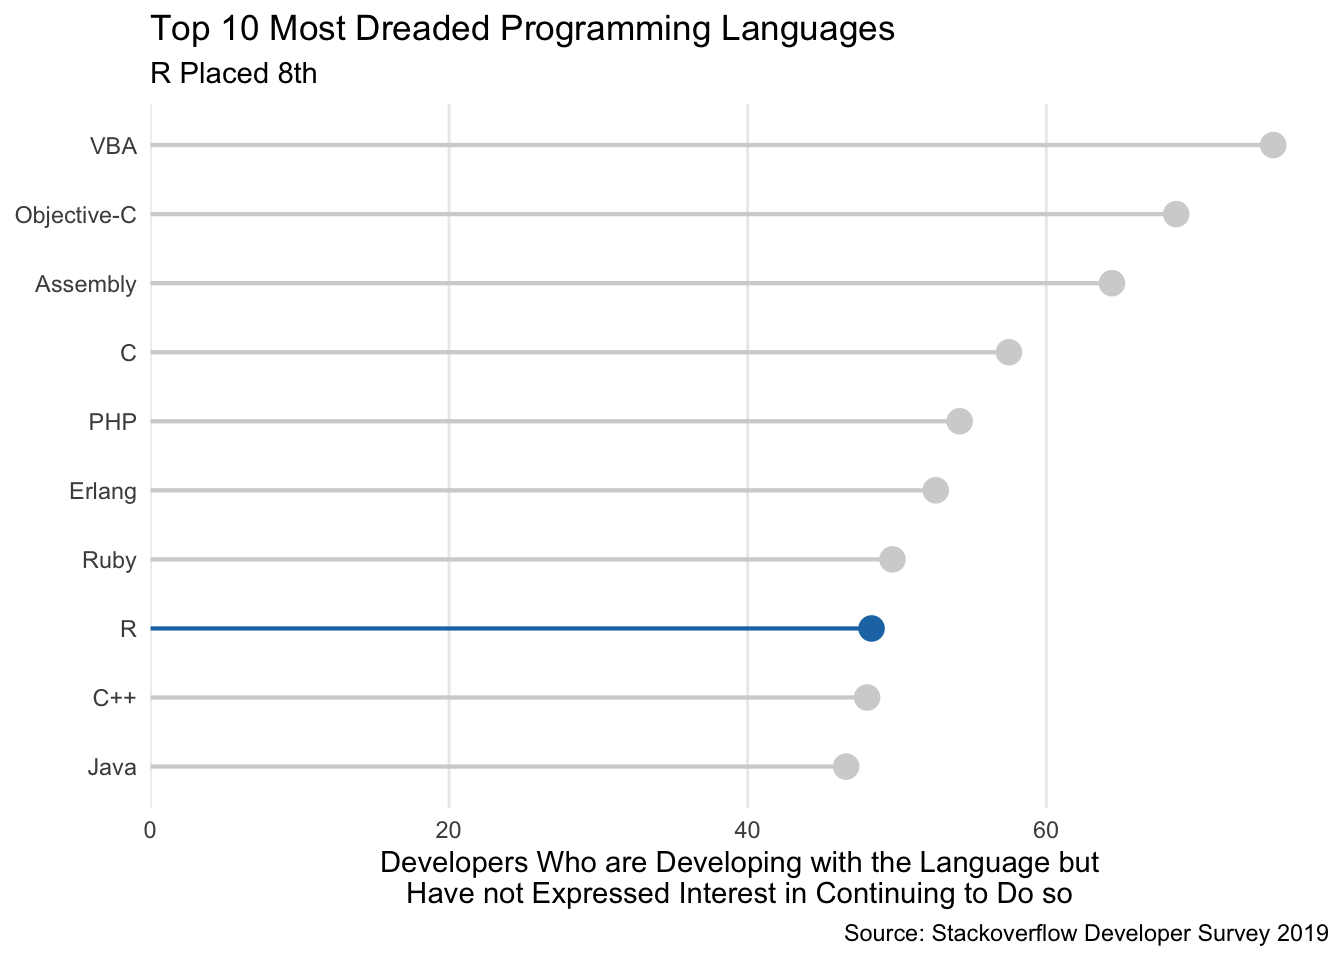 Top 10 Most Dreaded Programming Languages
R Placed 8th
VBA
Objective-C
Assembly
C
PHP
Erlang
Ruby
R
C++
Java
0 20 40 60
Developers Who are Developing with the Language but
Have not Expressed Interest in Continuing to Do so
Source: Stackoverflow Developer Survey 2019